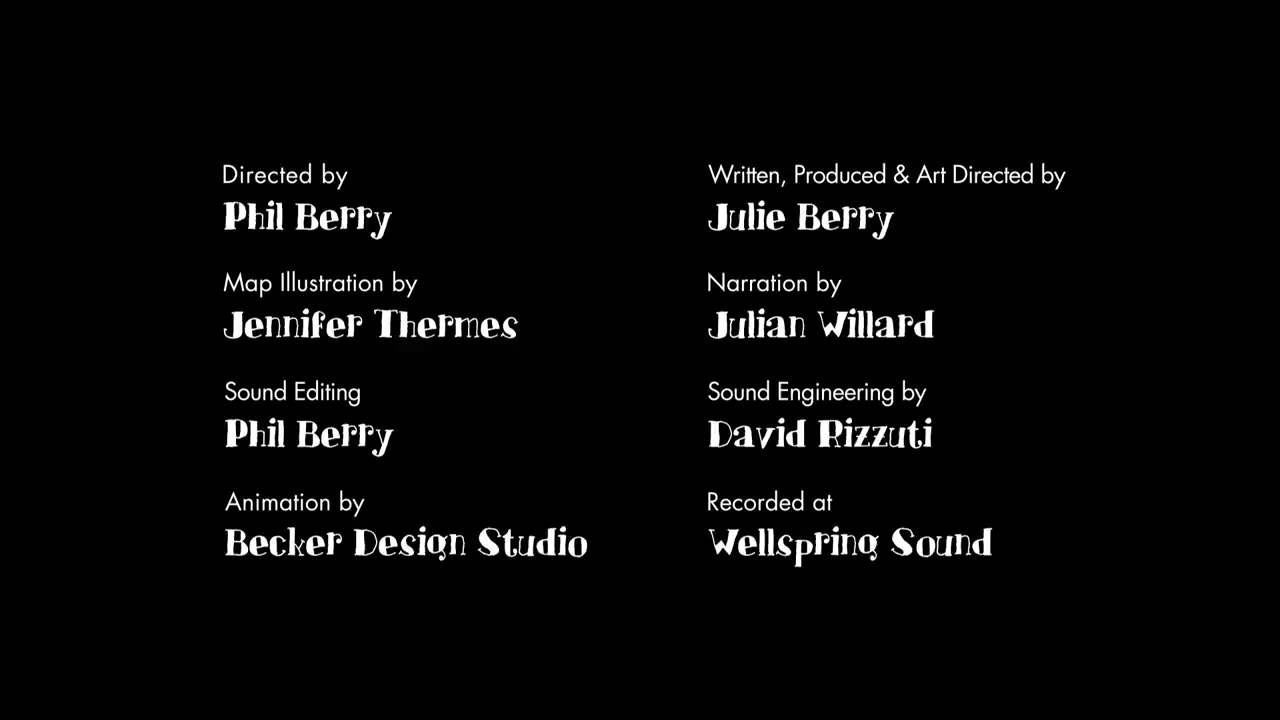 Directed by
Phil Berry
Map Illustration by
Jennifer Thermes
Sound Editing
Phil Berry
Animation by
Becker Design Studio
Written, Produced & Art Directed by
Julie Berry
Narration by
Julian Willard
Sound Engineering by
David Rizzuti
Recorded at
Wellspring Sound